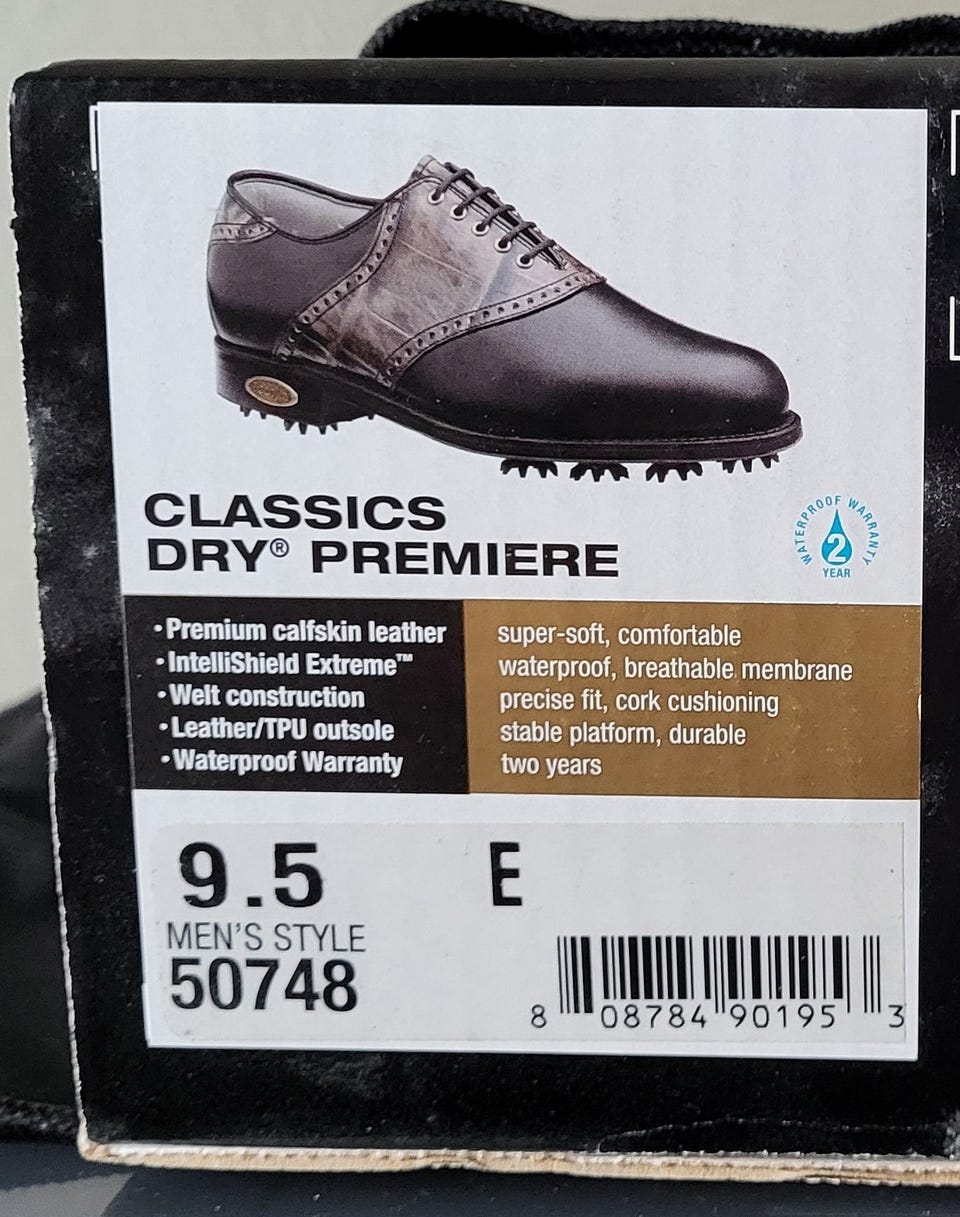 CLASSICS
DRY® PREMIERE
WATERPROOF WARRANTY
2
YEAR
• Premium calfskin leather super-soft, comfortable
• IntelliShield Extreme™ waterproof, breathable membrane
• Welt construction precise fit, cork cushioning
• Leather/TPU outsole stable platform, durable
• Waterproof Warranty two years
9.5 E
MEN'S STYLE
50748
8 08784 90195 3